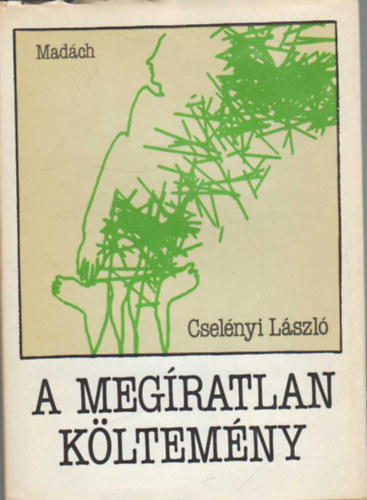 Madách
Cselényi László
A MEGÍRATLAN
KÖLTEMÉNY